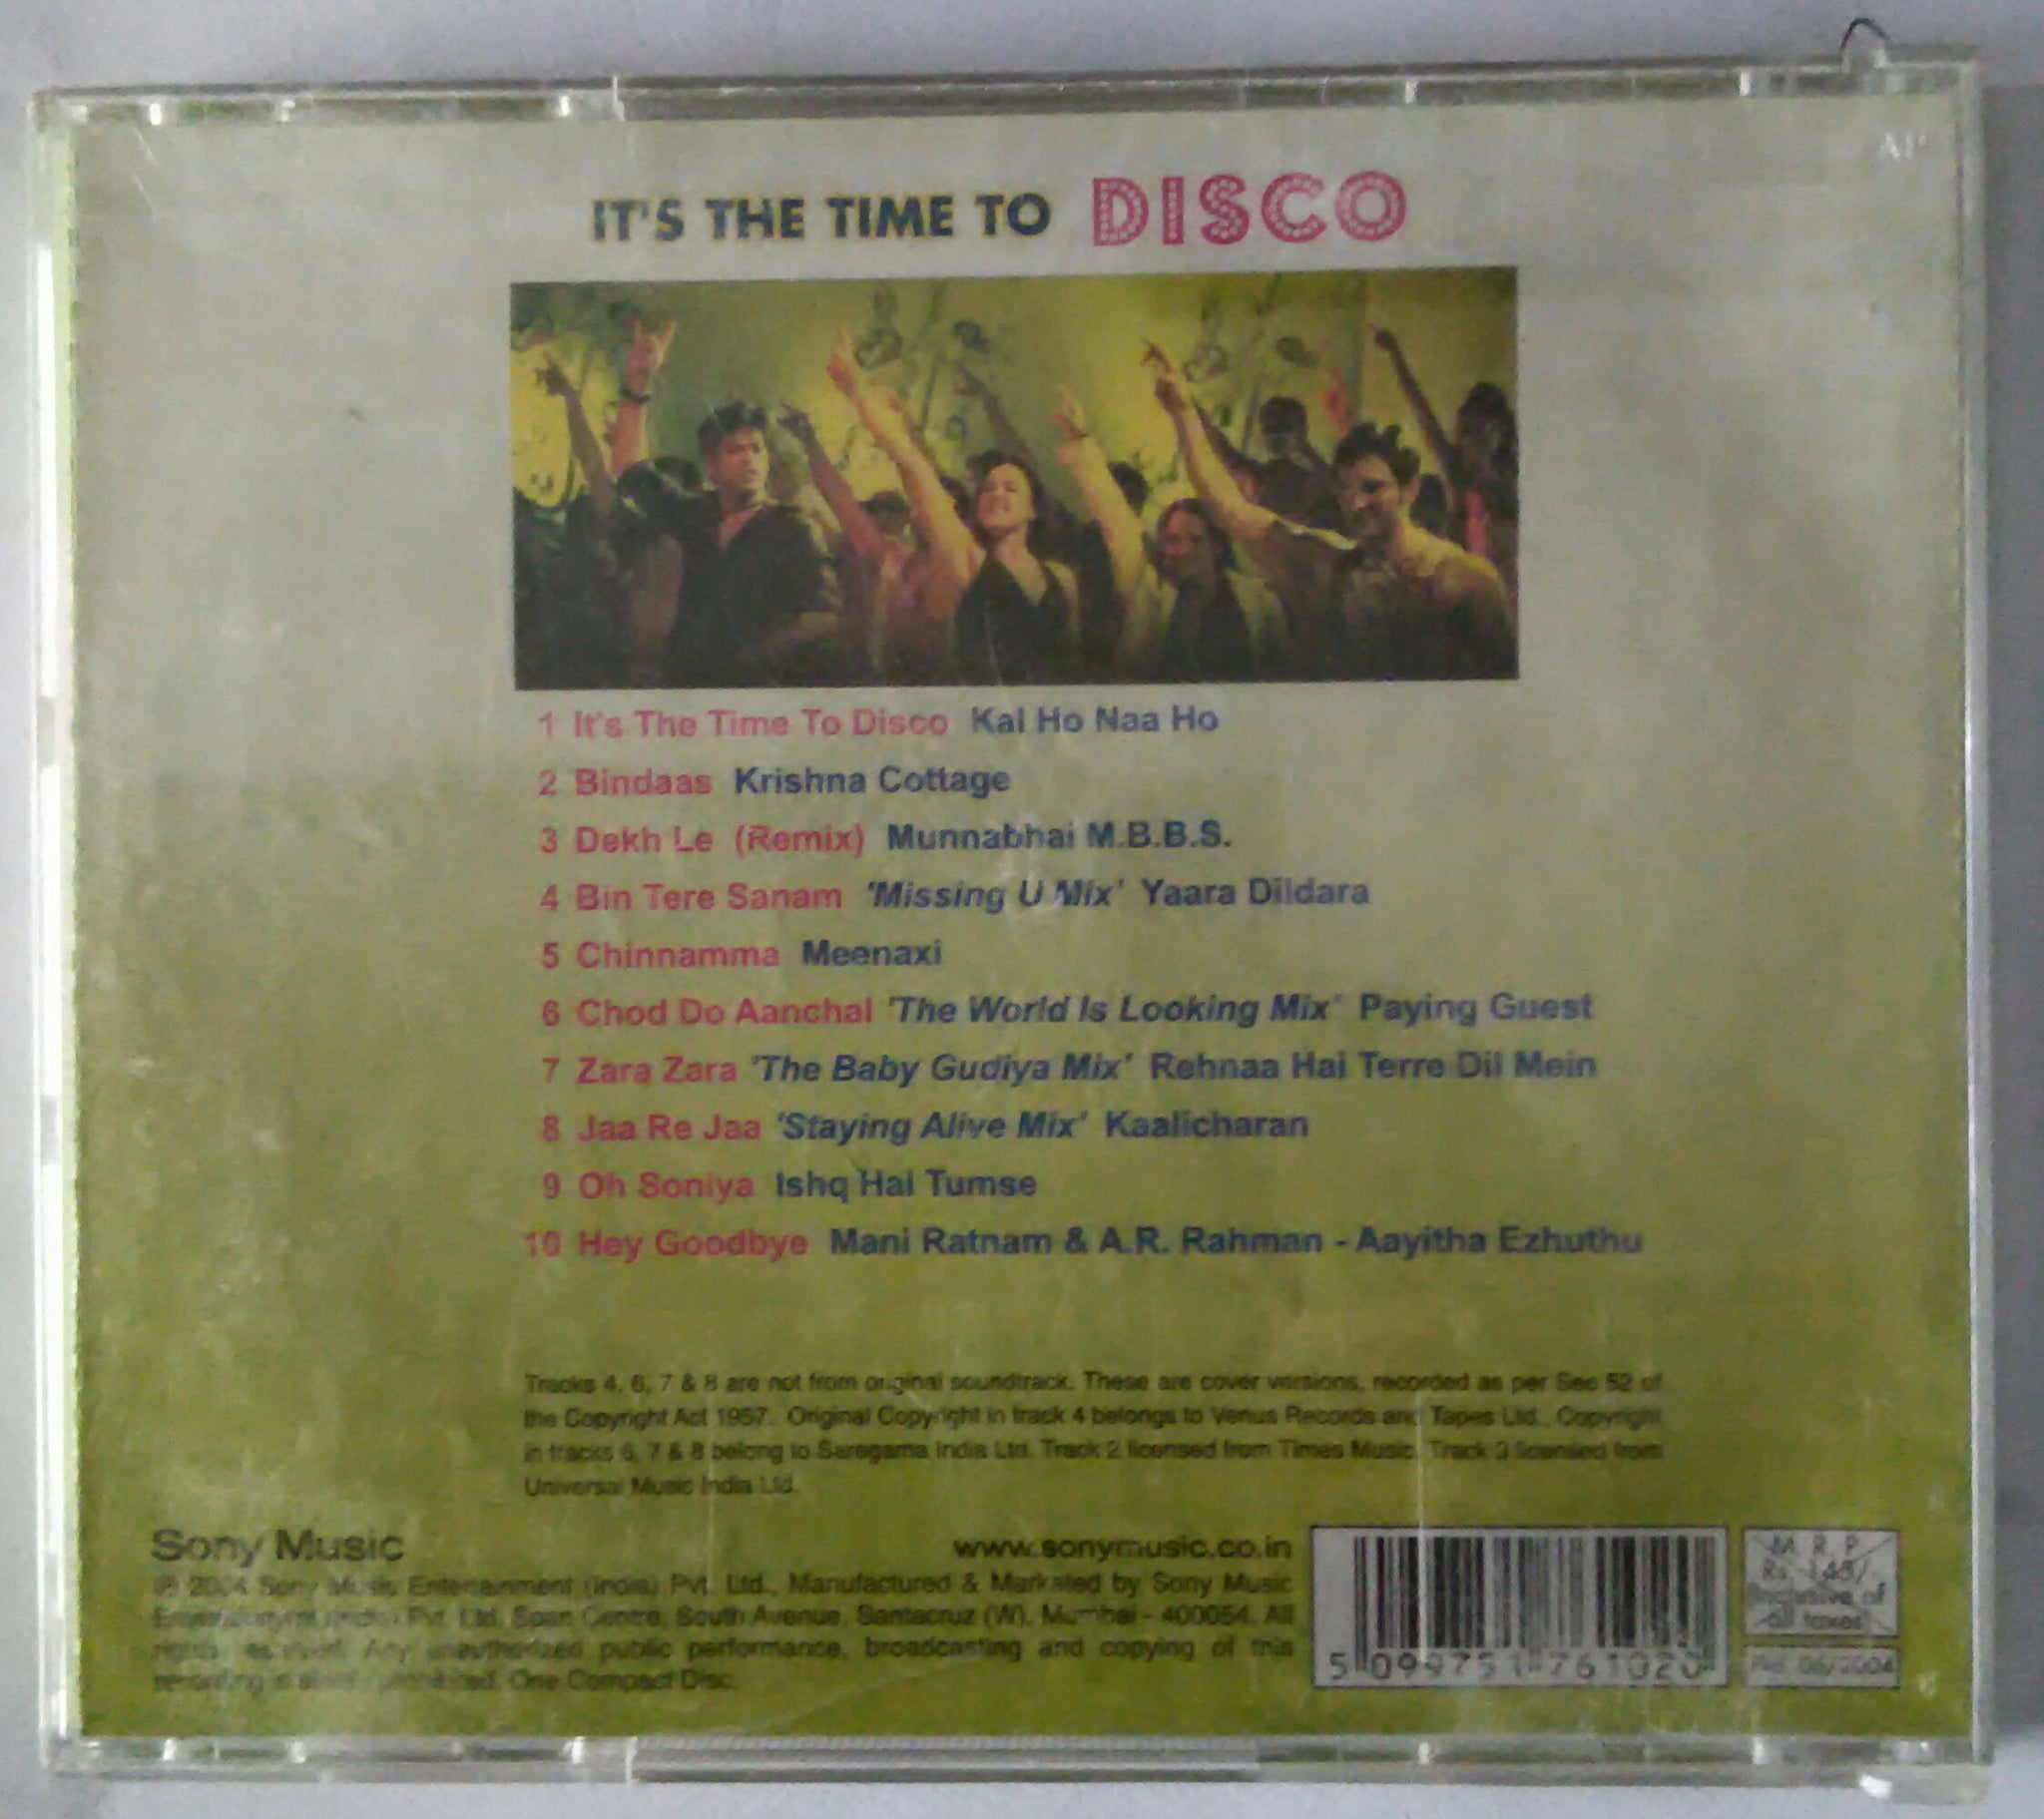 AP
IT'S THE TIME TO DISCO
1 It's The Time To Disco Kal Ho Naa Ho
2 Bindaas Krishna Cottage
3 Dekh Le (Remix) Munnabhai M.B.B.S.
4 Bin Tere Sanam 'Missing U Mix' Yaara Dildara
5 Chinnamma Meenaxi
6 Chod Do Aanchal 'The World Is Looking Mix' Paying Guest
7 Zara Zara 'The Baby Gudiya Mix' Rehnaa Hai Terre Dil Mein
8 Jaa Re Jaa 'Staying Alive Mix' Kaalicharan
9 Oh Soniya Ishq Hai Tumse
10 Hey Goodbye Mani Ratnam & A.R. Rahman - Aayitha Ezhuthu
Tracks 4, 6, 7 & 8 are not from original soundtrack. These are cover versions, recorded as per Sec 52 of
the Copyright Act 1957. Original Copyright in track 4 belongs to Venus Records and Tapes Ltd., Copyright
in tracks 6, 7 & 8 belong to Saregama India Ltd. Track 2 licensed from Times Music. Track 3 licensed from
Universal Music India Ltd.
Sony Music www.sonymusic.co.in
℗ 2004 Sony Music Entertainment (India) Pvt. Ltd., Manufactured & Marketed by Sony Music
Entertainment (India) Pvt. Ltd. Span Centre, South Avenue, Santacruz (W), Mumbai - 400054. All
rights reserved. Any unauthorized public performance, broadcasting and copying of this
recording is strictly prohibited. One Compact Disc.
5 099751 761020
M. R. P.
Rs. 145/-
(Inclusive of
all taxes)
06/2004